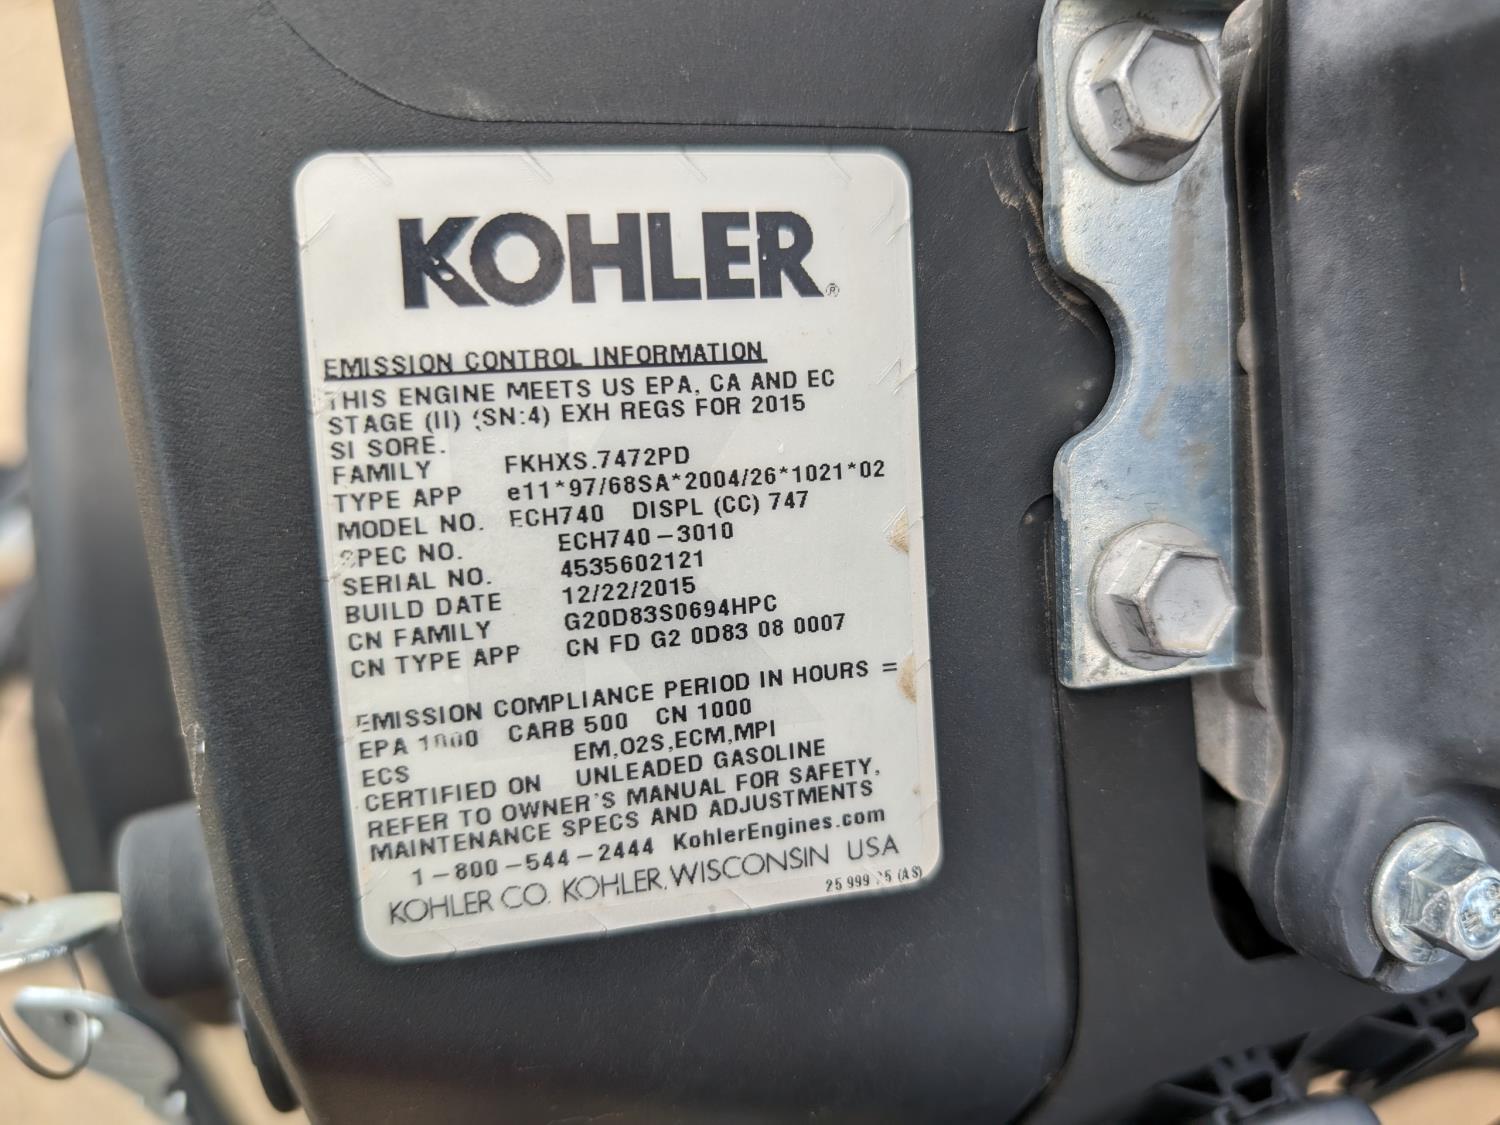 KOHLER®
EMISSION CONTROL INFORMATION
THIS ENGINE MEETS US EPA, CA AND EC
STAGE (II) (SN:4) EXH REGS FOR 2015
SI SORE.
FAMILY FKHXS.7472PD
TYPE APP e11*97/68SA*2004/26*1021*02
MODEL NO. ECH740 DISPL (CC) 747
SPEC NO. ECH740-3010
SERIAL NO. 4535602121
BUILD DATE 12/22/2015
CN FAMILY G20D83S0694HPC
CN TYPE APP CN FD G2 0D83 08 0007
EMISSION COMPLIANCE PERIOD IN HOURS =
EPA 1000 CARB 500 CN 1000
ECS EM,O2S,ECM,MPI
CERTIFIED ON UNLEADED GASOLINE
REFER TO OWNER'S MANUAL FOR SAFETY,
MAINTENANCE SPECS AND ADJUSTMENTS
1-800-544-2444 KohlerEngines.com
KOHLER CO. KOHLER, WISCONSIN USA
25 999 (AS)